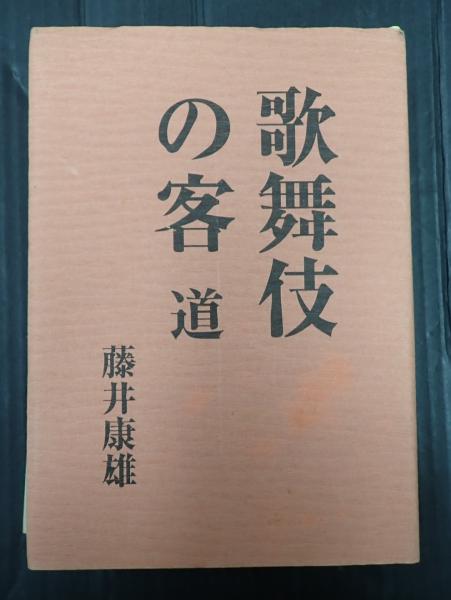 歌舞伎
の客 道
藤井康雄